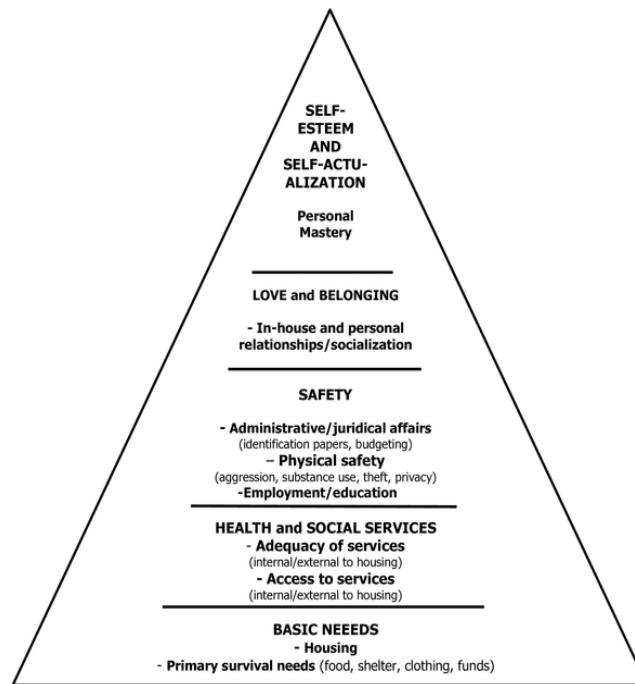 SELF-
ESTEEM
AND
SELF-ACTU-
ALIZATION
Personal
Mastery
LOVE and BELONGING
- In-house and personal
relationships/socialization
SAFETY
- Administrative/juridical affairs
(identification papers, budgeting)
– Physical safety
(aggression, substance use, theft, privacy)
-Employment/education
HEALTH and SOCIAL SERVICES
- Adequacy of services
(internal/external to housing)
- Access to services
(internal/external to housing)
BASIC NEEEDS
- Housing
- Primary survival needs (food, shelter, clothing, funds)